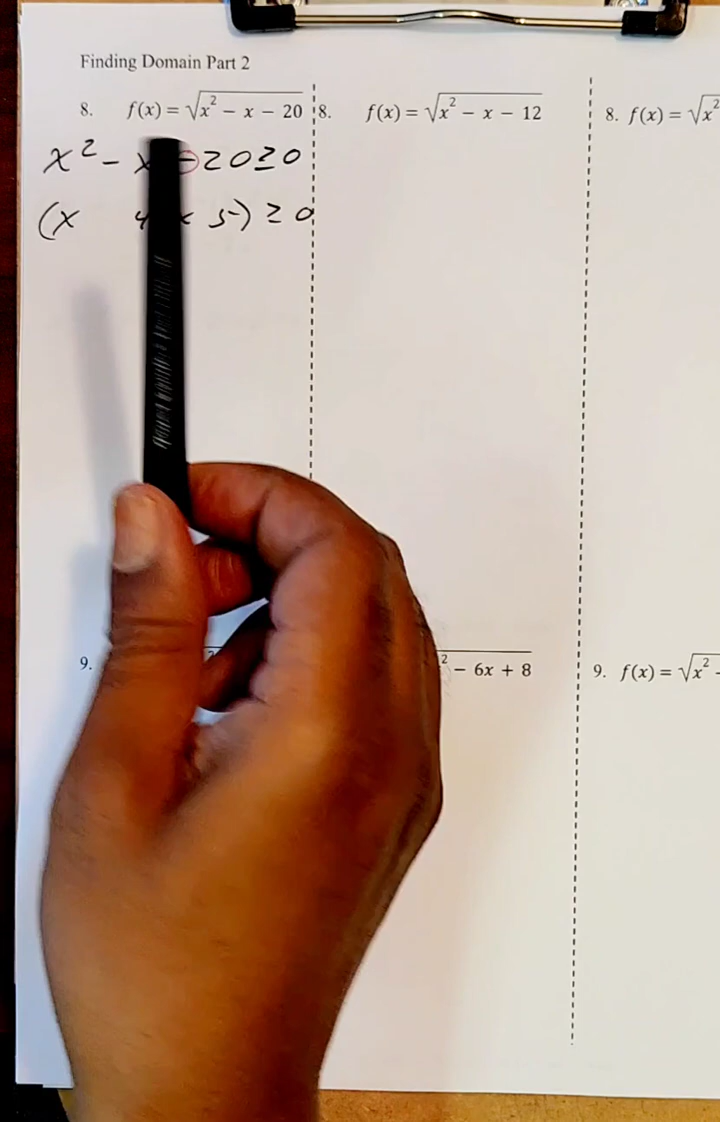 Finding Domain Part 2
8. f(x) = √x² − x − 20
8. f(x) = √x² − x − 12
8. f(x) = √x²
x² − x − 20 ≥ 0
(x 4 x 5) ≥ 0
9.
² − 6x + 8
9. f(x) = √x² −